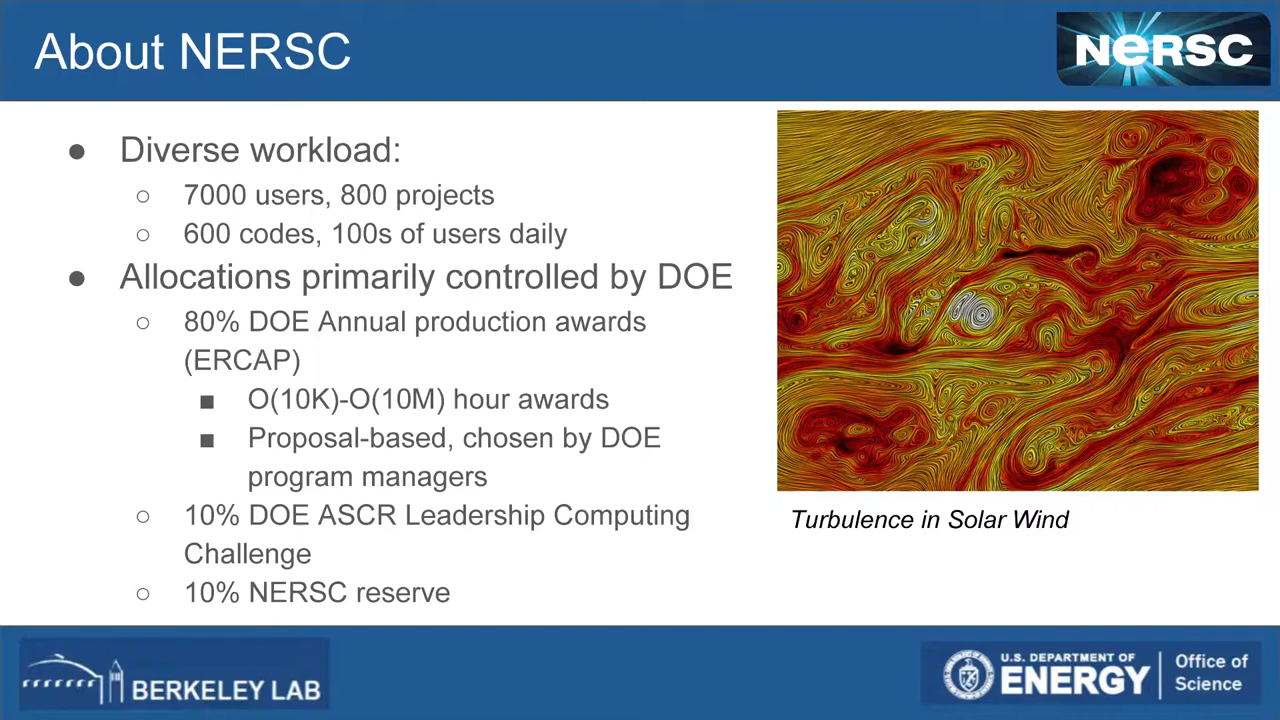 About NERSC
NERSC
● Diverse workload:
○ 7000 users, 800 projects
○ 600 codes, 100s of users daily
● Allocations primarily controlled by DOE
○ 80% DOE Annual production awards
(ERCAP)
■ O(10K)-O(10M) hour awards
■ Proposal-based, chosen by DOE
program managers
○ 10% DOE ASCR Leadership Computing
Challenge
○ 10% NERSC reserve
Turbulence in Solar Wind
BERKELEY LAB
U.S. DEPARTMENT OF
ENERGY
Office of
Science